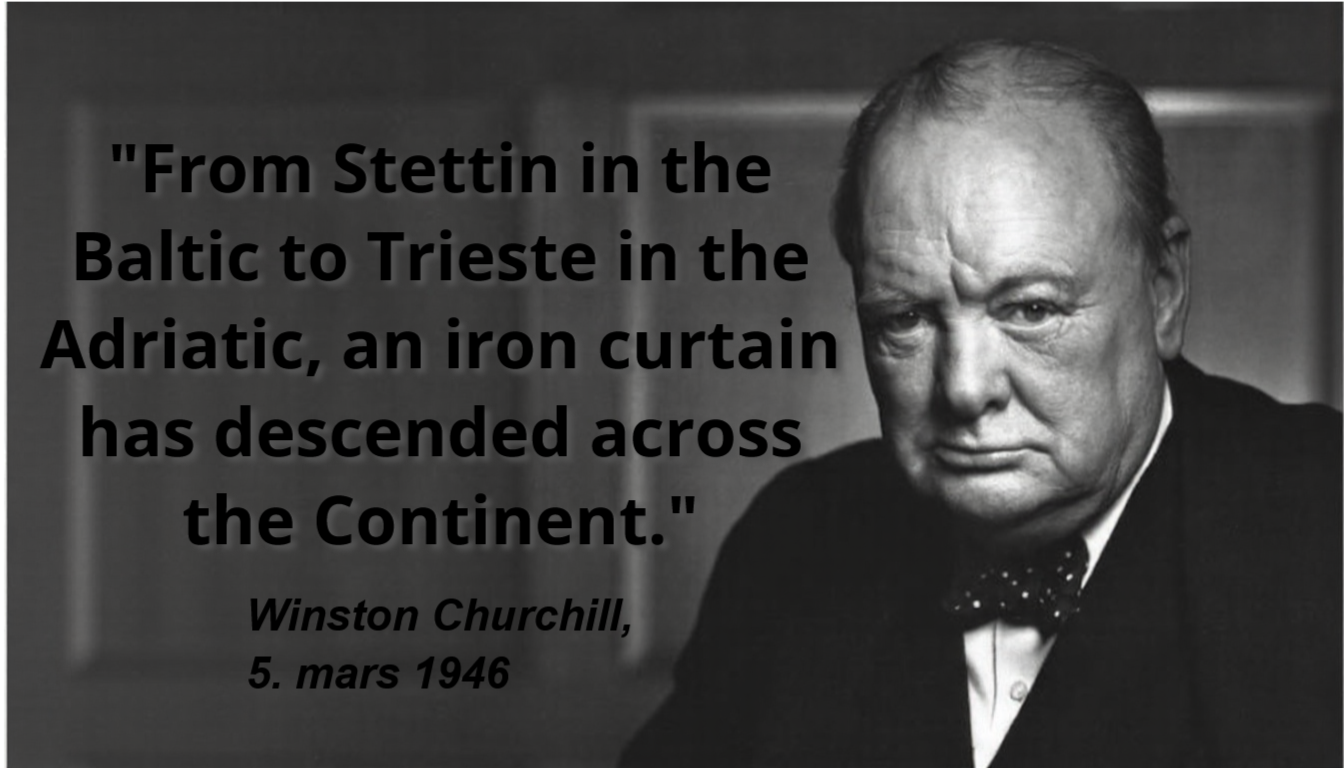 "From Stettin in the
Baltic to Trieste in the
Adriatic, an iron curtain
has descended across
the Continent."
Winston Churchill,
5. mars 1946